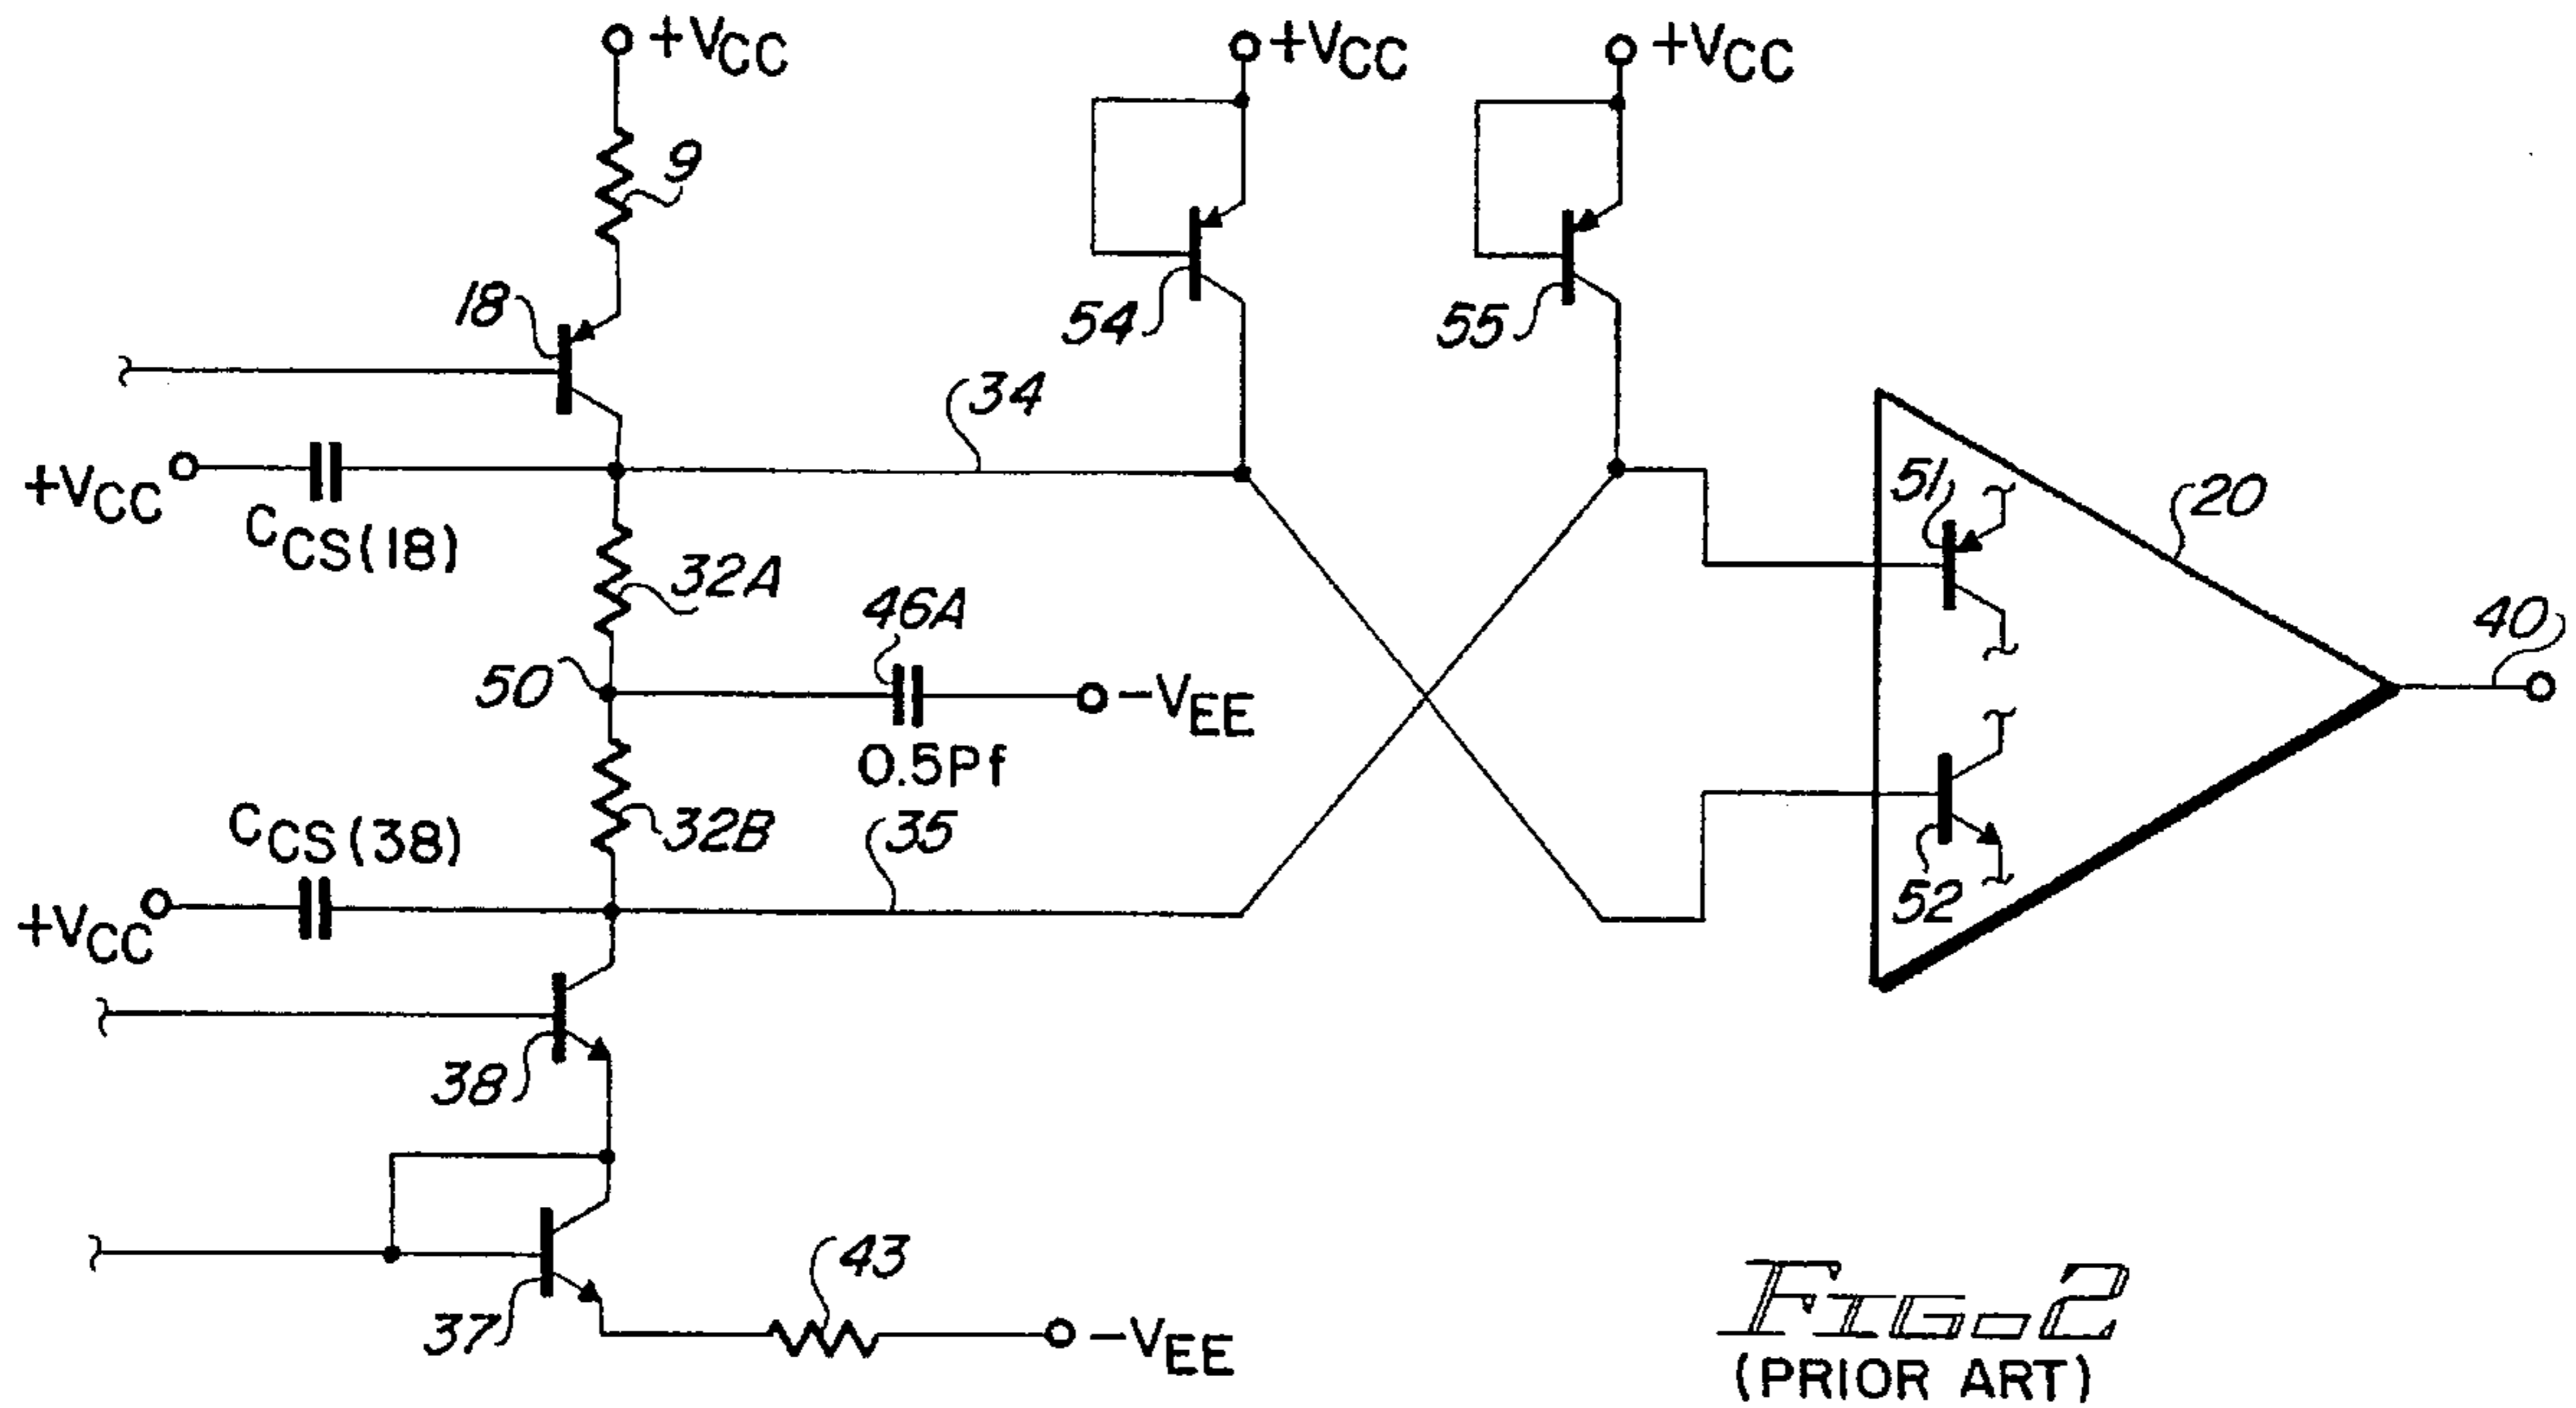 +VCC
+VCC
+VCC
9
18
54
55
34
+VCC
CCS(18)
51
20
32A
46A
40
50
-VEE
0.5Pf
CCS(38)
32B
35
52
+VCC
38
43
37
-VEE
FIG-2
(PRIOR ART)